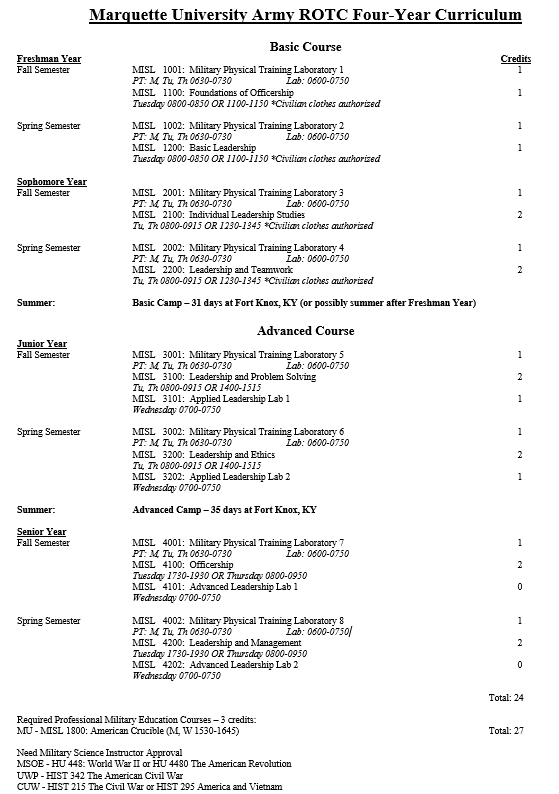 Marquette University Army ROTC Four-Year Curriculum
Basic Course
Freshman Year Credits
Fall Semester MISL 1001: Military Physical Training Laboratory 1 1
PT: M, Tu, Th 0630-0730 Lab: 0600-0750
MISL 1100: Foundations of Officership 1
Tuesday 0800-0850 OR 1100-1150 *Civilian clothes authorized
Spring Semester MISL 1002: Military Physical Training Laboratory 2 1
PT: M, Tu, Th 0630-0730 Lab: 0600-0750
MISL 1200: Basic Leadership 1
Tuesday 0800-0850 OR 1100-1150 *Civilian clothes authorized
Sophomore Year
Fall Semester MISL 2001: Military Physical Training Laboratory 3 1
PT: M, Tu, Th 0630-0730 Lab: 0600-0750
MISL 2100: Individual Leadership Studies 2
Tu, Th 0800-0915 OR 1230-1345 *Civilian clothes authorized
Spring Semester MISL 2002: Military Physical Training Laboratory 4 1
PT: M, Tu, Th 0630-0730 Lab: 0600-0750
MISL 2200: Leadership and Teamwork 2
Tu, Th 0800-0915 OR 1230-1345 *Civilian clothes authorized
Summer: Basic Camp – 31 days at Fort Knox, KY (or possibly summer after Freshman Year)
Advanced Course
Junior Year
Fall Semester MISL 3001: Military Physical Training Laboratory 5 1
PT: M, Tu, Th 0630-0730 Lab: 0600-0750
MISL 3100: Leadership and Problem Solving 2
Tu, Th 0800-0915 OR 1400-1515
MISL 3101: Applied Leadership Lab 1 1
Wednesday 0700-0750
Spring Semester MISL 3002: Military Physical Training Laboratory 6 1
PT: M, Tu, Th 0630-0730 Lab: 0600-0750
MISL 3200: Leadership and Ethics 2
Tu, Th 0800-0915 OR 1400-1515
MISL 3202: Applied Leadership Lab 2 1
Wednesday 0700-0750
Summer: Advanced Camp – 35 days at Fort Knox, KY
Senior Year
Fall Semester MISL 4001: Military Physical Training Laboratory 7 1
PT: M, Tu, Th 0630-0730 Lab: 0600-0750
MISL 4100: Officership 2
Tuesday 1730-1930 OR Thursday 0800-0950
MISL 4101: Advanced Leadership Lab 1 0
Wednesday 0700-0750
Spring Semester MISL 4002: Military Physical Training Laboratory 8 1
PT: M, Tu, Th 0630-0730 Lab: 0600-0750
MISL 4200: Leadership and Management 2
Tuesday 1730-1930 OR Thursday 0800-0950
MISL 4202: Advanced Leadership Lab 2 0
Wednesday 0700-0750
Total: 24
Required Professional Military Education Courses – 3 credits:
MU - MISL 1800: American Crucible (M, W 1530-1645) Total: 27
Need Military Science Instructor Approval
MSOE - HU 448: World War II or HU 4480 The American Revolution
UWP - HIST 342 The American Civil War
CUW - HIST 215 The Civil War or HIST 295 America and Vietnam